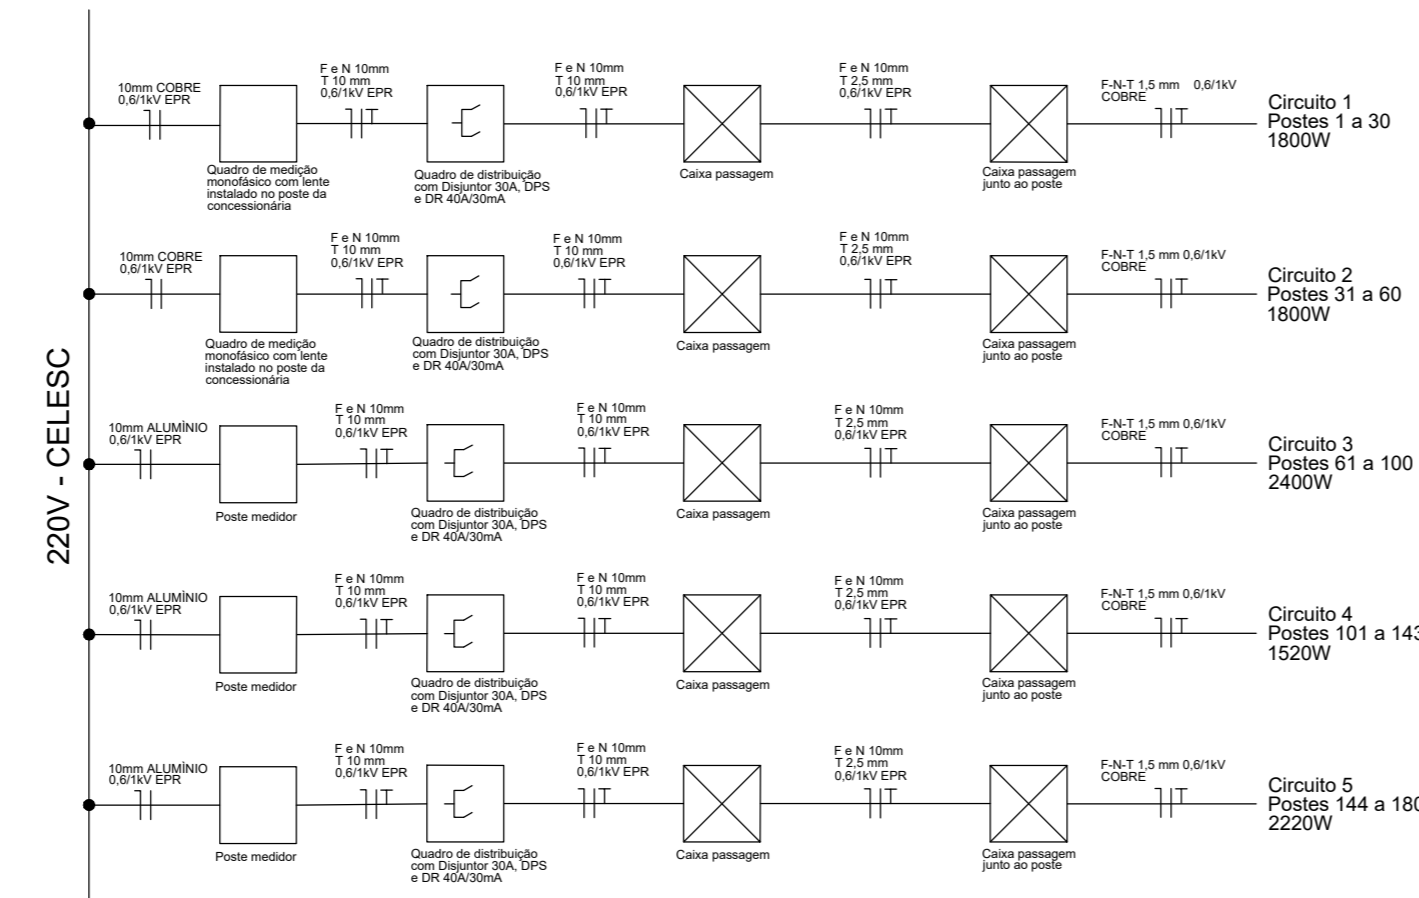 220V - CELESC
10mm COBRE
0,6/1kV EPR
Quadro de medição
monofásico com lente
instalado no poste da
concessionária
F e N 10mm
T 10 mm
0,6/1kV EPR
Quadro de distribuição
com Disjuntor 30A, DPS
e DR 40A/30mA
F e N 10mm
T 10 mm
0,6/1kV EPR
Caixa passagem
F e N 10mm
T 2,5 mm
0,6/1kV EPR
Caixa passagem
junto ao poste
F-N-T 1,5 mm 0,6/1kV
COBRE
Circuito 1
Postes 1 a 30
1800W
10mm COBRE
0,6/1kV EPR
Quadro de medição
monofásico com lente
instalado no poste da
concessionária
F e N 10mm
T 10 mm
0,6/1kV EPR
Quadro de distribuição
com Disjuntor 30A, DPS
e DR 40A/30mA
F e N 10mm
T 10 mm
0,6/1kV EPR
Caixa passagem
F e N 10mm
T 2,5 mm
0,6/1kV EPR
Caixa passagem
junto ao poste
F-N-T 1,5 mm 0,6/1kV
COBRE
Circuito 2
Postes 31 a 60
1800W
10mm ALUMÌNIO
0,6/1kV EPR
Poste medidor
F e N 10mm
T 10 mm
0,6/1kV EPR
Quadro de distribuição
com Disjuntor 30A, DPS
e DR 40A/30mA
F e N 10mm
T 10 mm
0,6/1kV EPR
Caixa passagem
F e N 10mm
T 2,5 mm
0,6/1kV EPR
Caixa passagem
junto ao poste
F-N-T 1,5 mm 0,6/1kV
COBRE
Circuito 3
Postes 61 a 100
2400W
10mm ALUMÌNIO
0,6/1kV EPR
Poste medidor
F e N 10mm
T 10 mm
0,6/1kV EPR
Quadro de distribuição
com Disjuntor 30A, DPS
e DR 40A/30mA
F e N 10mm
T 10 mm
0,6/1kV EPR
Caixa passagem
F e N 10mm
T 2,5 mm
0,6/1kV EPR
Caixa passagem
junto ao poste
F-N-T 1,5 mm 0,6/1kV
COBRE
Circuito 4
Postes 101 a 143
1520W
10mm ALUMÌNIO
0,6/1kV EPR
Poste medidor
F e N 10mm
T 10 mm
0,6/1kV EPR
Quadro de distribuição
com Disjuntor 30A, DPS
e DR 40A/30mA
F e N 10mm
T 10 mm
0,6/1kV EPR
Caixa passagem
F e N 10mm
T 2,5 mm
0,6/1kV EPR
Caixa passagem
junto ao poste
F-N-T 1,5 mm 0,6/1kV
COBRE
Circuito 5
Postes 144 a 180
2220W